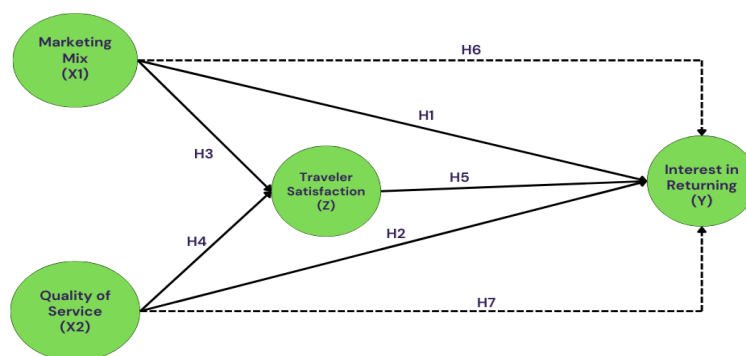 Marketing
Mix
(X1)
H6
H1
H3
Traveler
Satisfaction
(Z)
H5
Interest in
Returning
(Y)
H4
H2
Quality of
Service
(X2)
H7